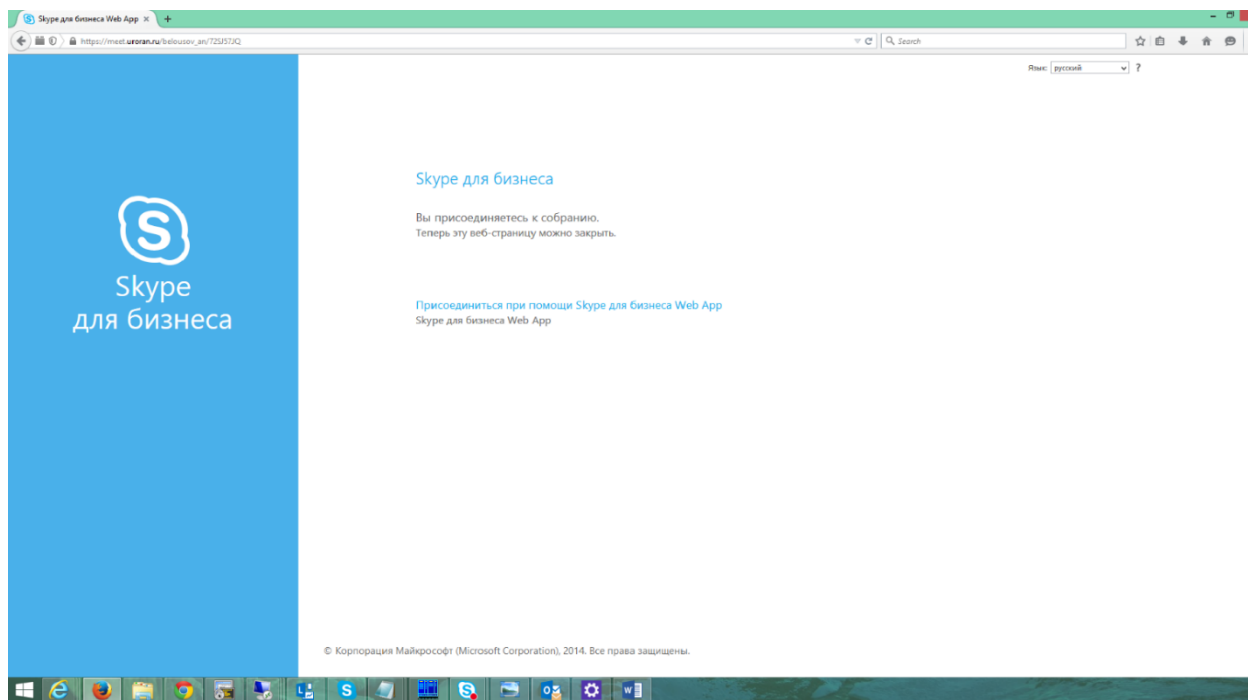 Skype для бизнеса Web App
https://meet.uroran.ru/belousov_an/
Search
Язык: русский ?
Skype для бизнеса
Вы присоединяетесь к собранию.
Теперь эту веб-страницу можно закрыть.
Skype
для бизнеса
Присоединиться при помощи Skype для бизнеса Web App
Skype для бизнеса Web App
© Корпорация Майкрософт (Microsoft Corporation), 2014. Все права защищены.